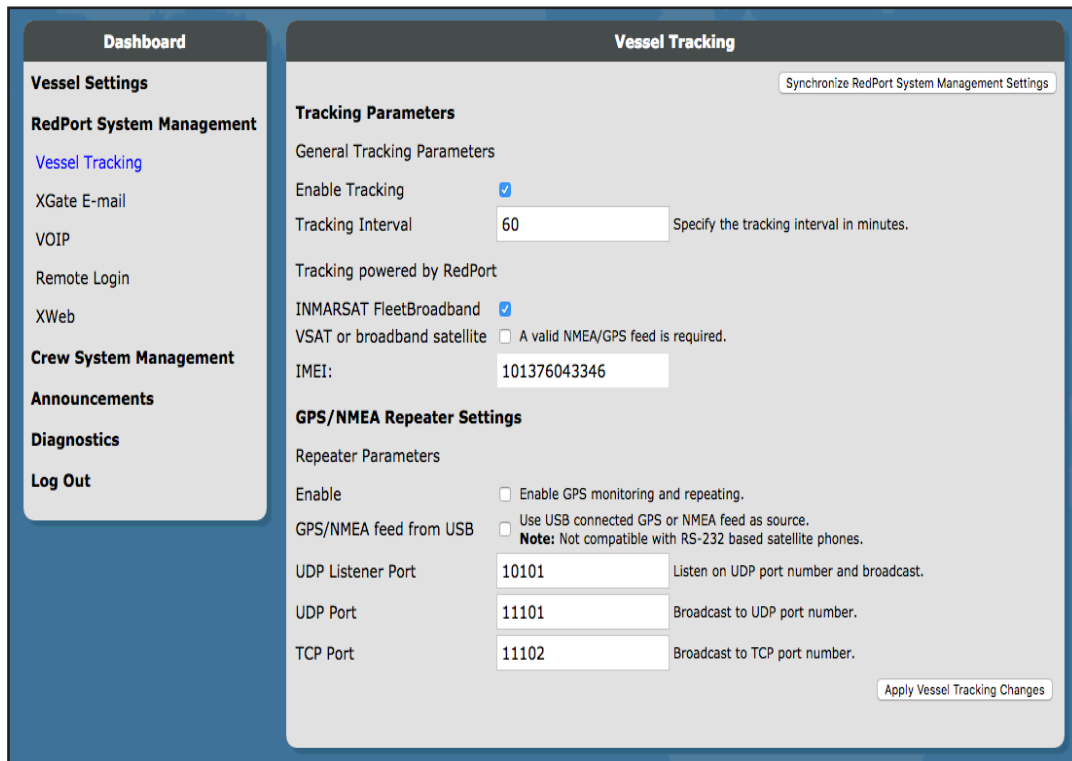 Dashboard
Vessel Settings
RedPort System Management
Vessel Tracking
XGate E-mail
VOIP
Remote Login
XWeb
Crew System Management
Announcements
Diagnostics
Log Out
Vessel Tracking
Synchronize RedPort System Management Settings
Tracking Parameters
General Tracking Parameters
Enable Tracking
Tracking Interval 60 Specify the tracking interval in minutes.
Tracking powered by RedPort
INMARSAT FleetBroadband
VSAT or broadband satellite A valid NMEA/GPS feed is required.
IMEI: 101376043346
GPS/NMEA Repeater Settings
Repeater Parameters
Enable Enable GPS monitoring and repeating.
GPS/NMEA feed from USB Use USB connected GPS or NMEA feed as source.
Note: Not compatible with RS-232 based satellite phones.
UDP Listener Port 10101 Listen on UDP port number and broadcast.
UDP Port 11101 Broadcast to UDP port number.
TCP Port 11102 Broadcast to TCP port number.
Apply Vessel Tracking Changes